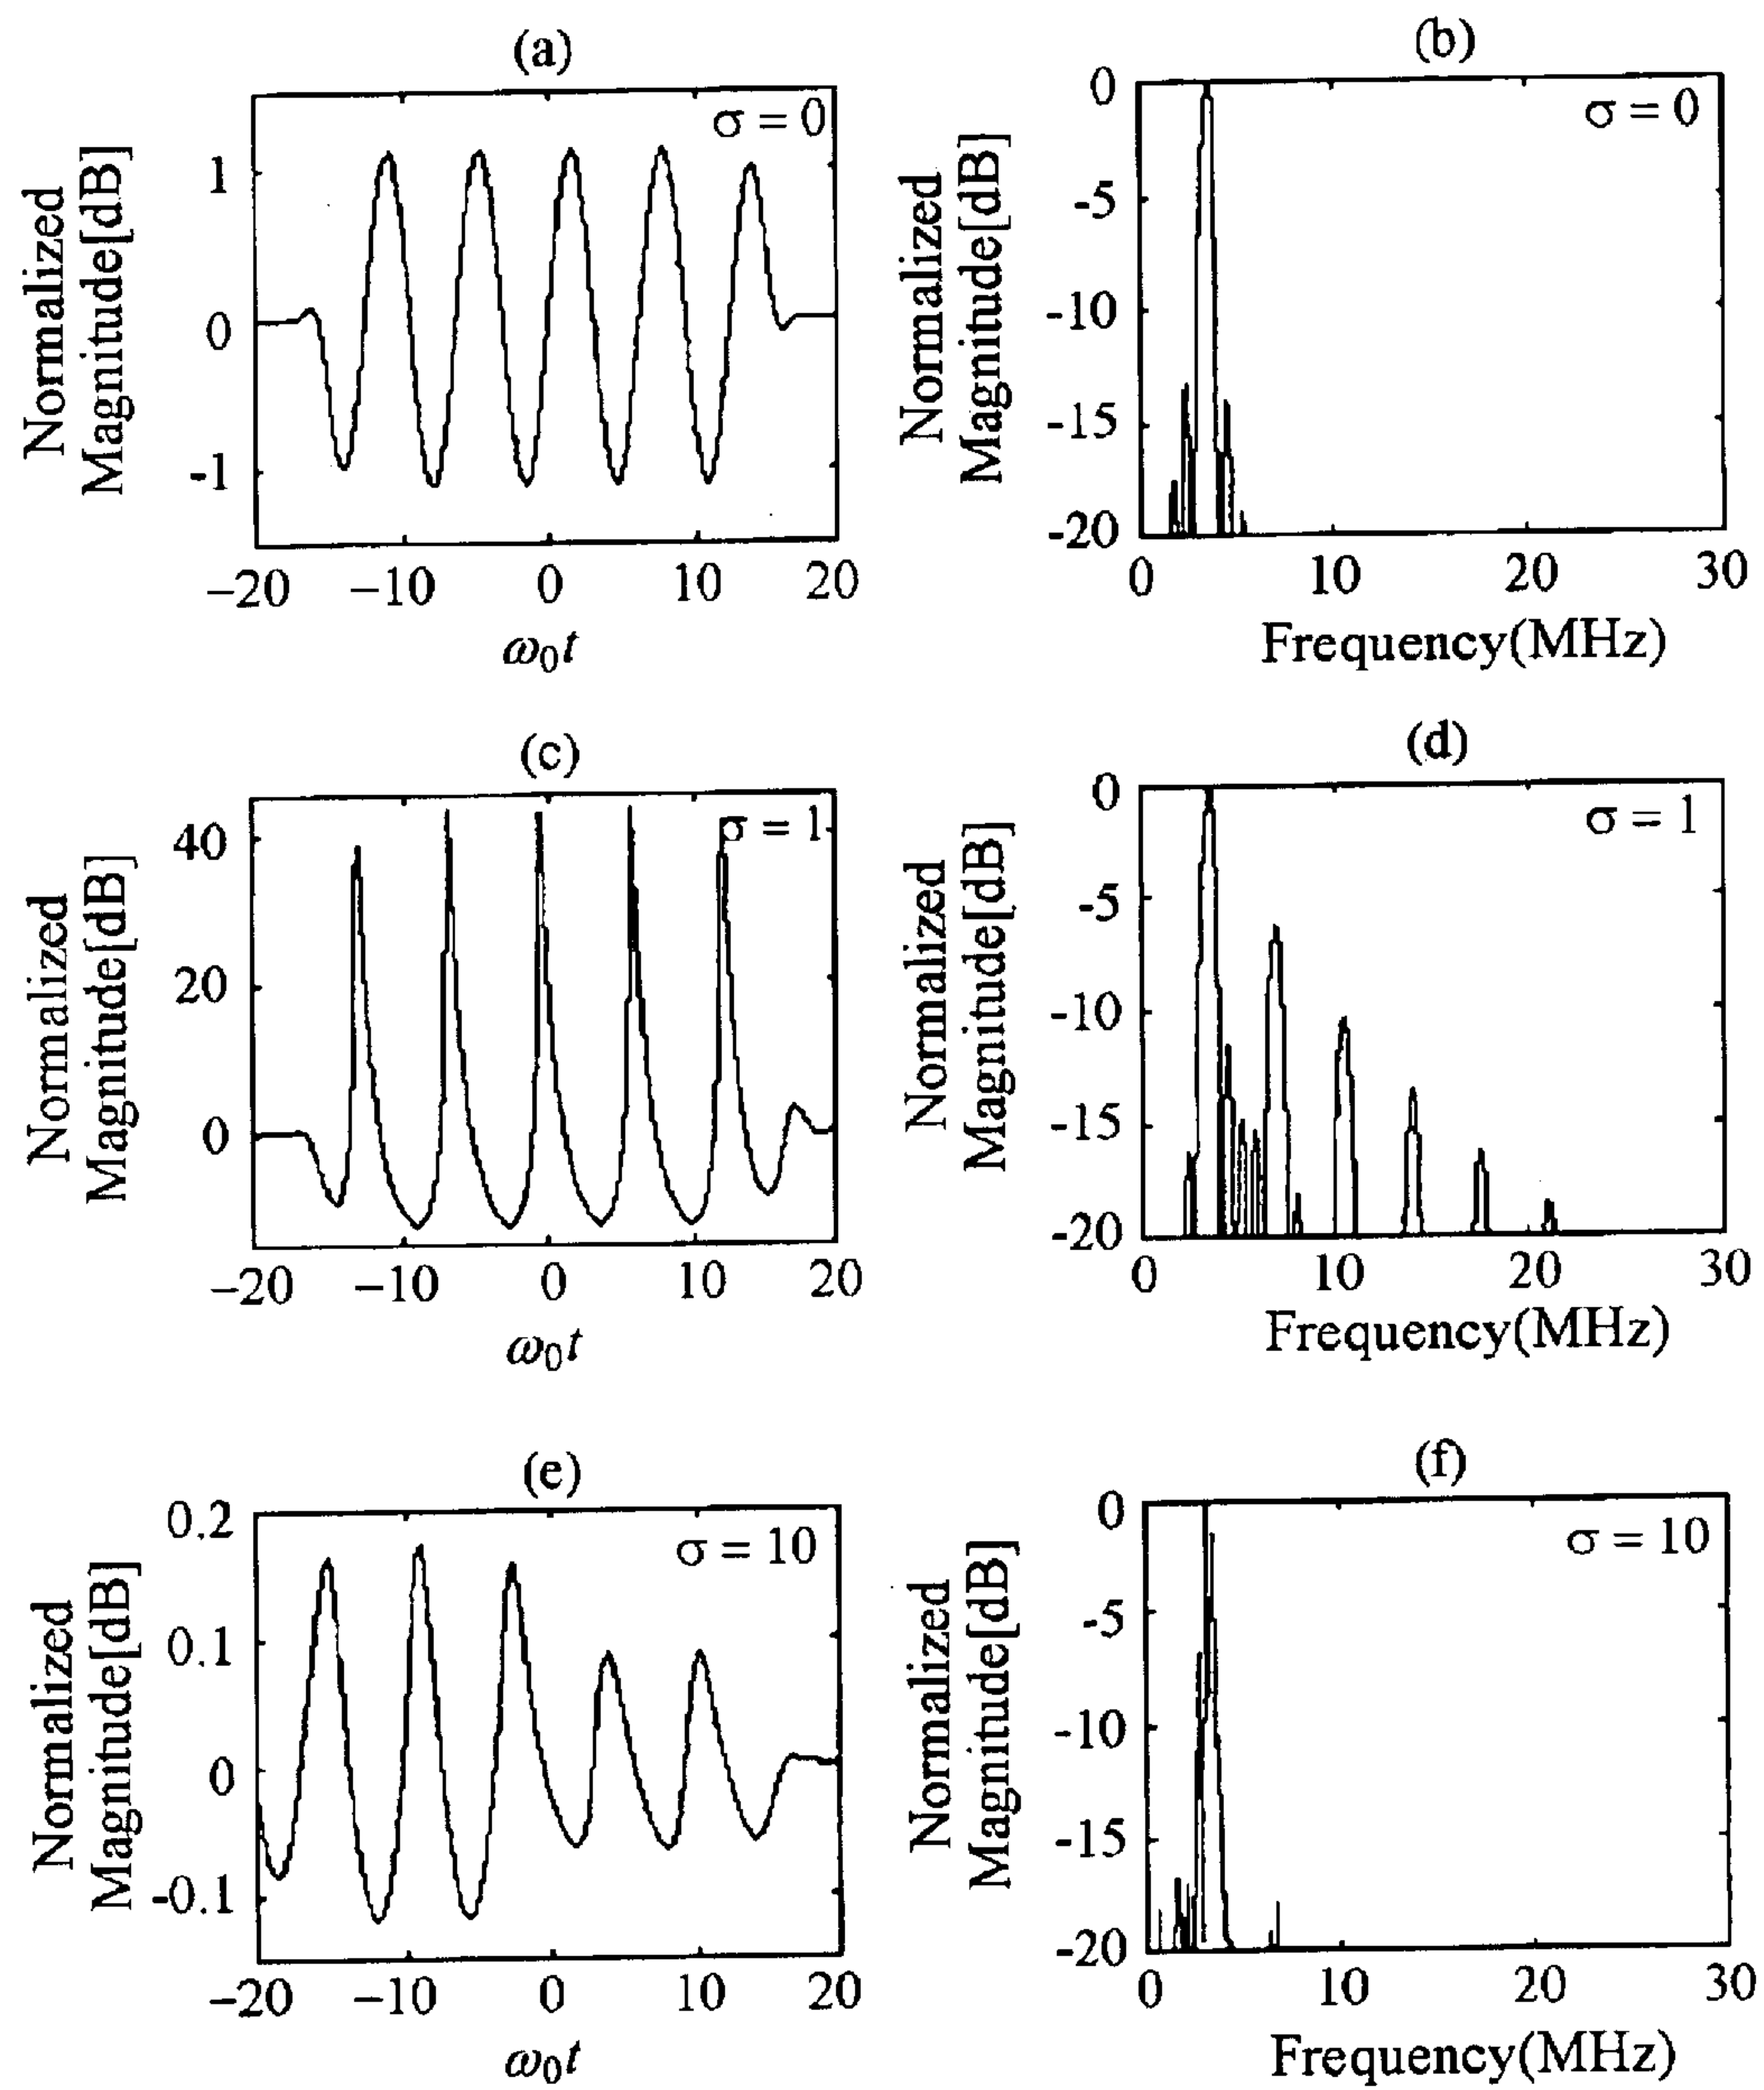 (a)
σ = 0
Normalized
Magnitude[dB]
1
0
-1
−20 −10 0 10 20
ω₀t
(b)
σ = 0
Normalized
Magnitude[dB]
0
-5
-10
-15
-20
0 10 20 30
Frequency(MHz)
(c)
σ = 1
Normalized
Magnitude[dB]
40
20
0
−20 −10 0 10 20
ω₀t
(d)
σ = 1
Normalized
Magnitude[dB]
0
-5
-10
-15
-20
0 10 20 30
Frequency(MHz)
(e)
σ = 10
Normalized
Magnitude[dB]
0.2
0.1
0
-0.1
−20 −10 0 10 20
ω₀t
(f)
σ = 10
Normalized
Magnitude[dB]
0
-5
-10
-15
-20
0 10 20 30
Frequency(MHz)